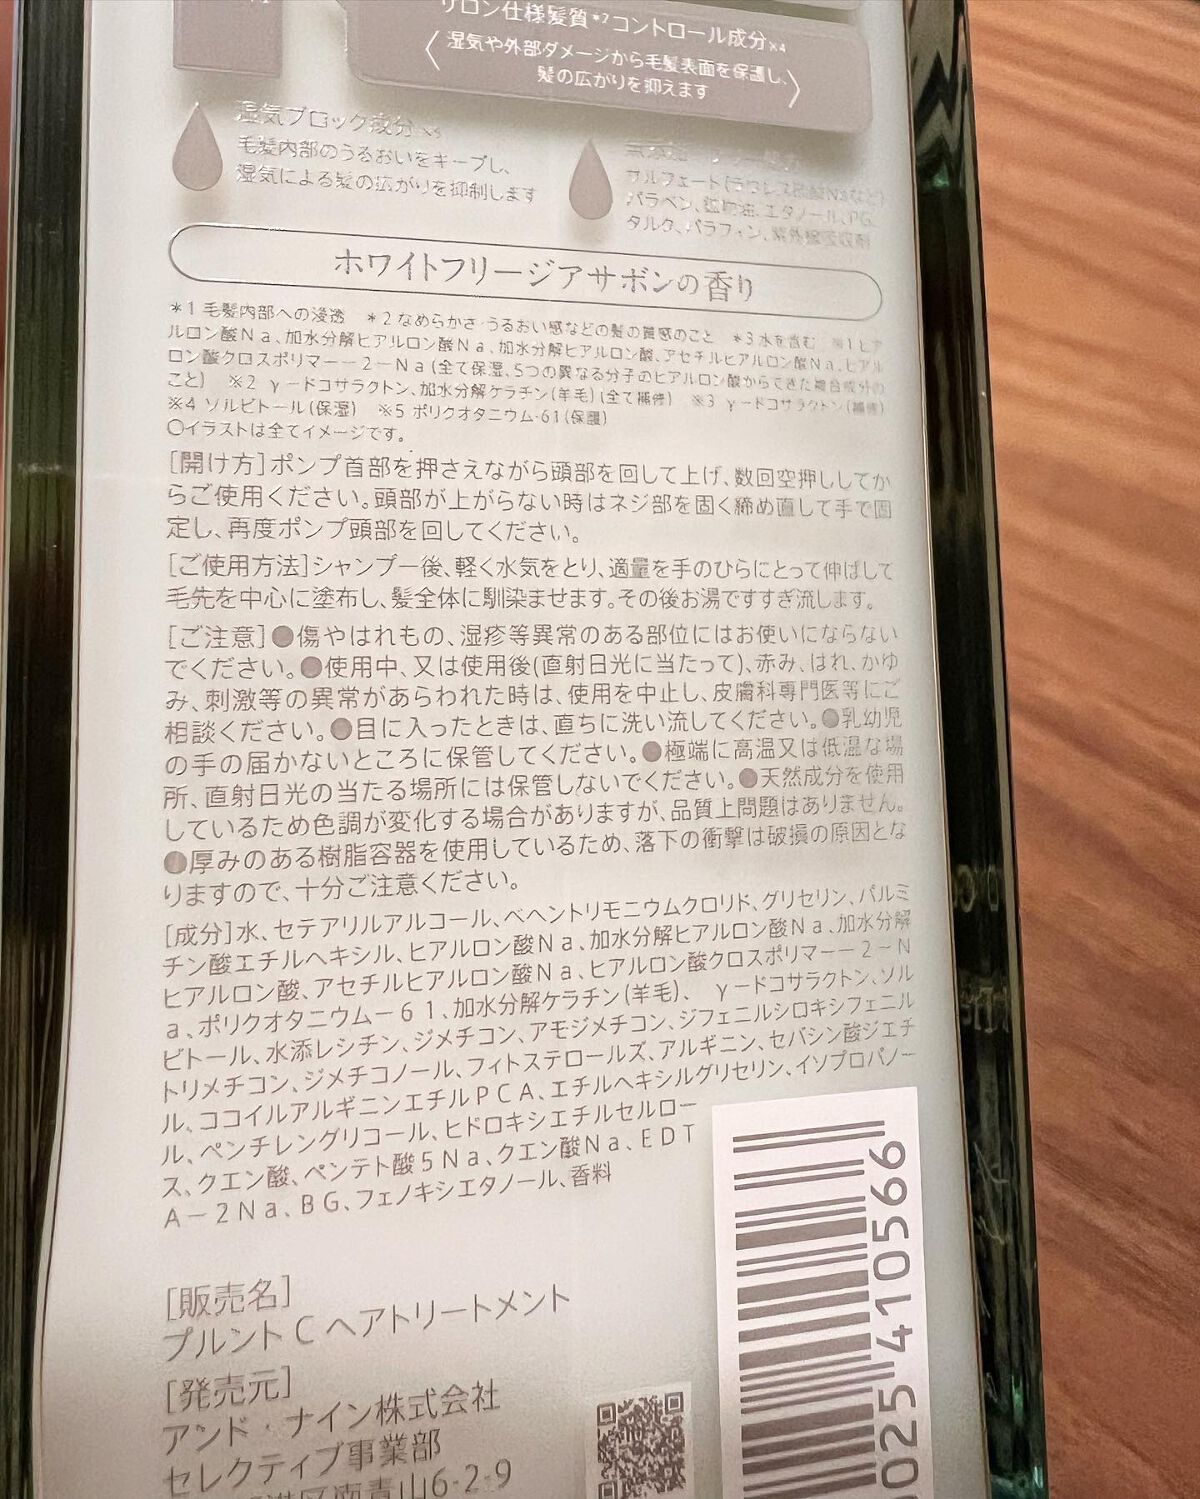 サロン仕様髪質*7コントロール成分※4
湿気や外部ダメージから毛髪表面を保護し、
髪の広がりを抑えます
湿気ブロック成分※5
毛髪内部のうるおいをキープし、
湿気による髪の広がりを抑制します
サルフェート(ラウレス硫酸Naなど)
パラベン、鉱物油、エタノール、PG、
タルク、パラフィン、紫外線吸収剤
ホワイトフリージアサボンの香り
*1 毛髪内部への浸透 *2 なめらかさ・うるおい感などの髪の質感のこと *3 水を含む ※1 ヒア
ルロン酸Na、加水分解ヒアルロン酸Na、加水分解ヒアルロン酸、アセチルヒアルロン酸Na、ヒアル
ロン酸クロスポリマー-2-Na(全て保湿、5つの異なる分子のヒアルロン酸からできた複合成分の
こと) ※2 γ-ドコサラクトン、加水分解ケラチン(羊毛)(全て補修) ※3 γ-ドコサラクトン(補修)
※4 ソルビトール(保湿) ※5 ポリクオタニウム-61(保護)
〇イラストは全てイメージです。
[開け方]ポンプ首部を押さえながら頭部を回して上げ、数回空押ししてか
らご使用ください。頭部が上がらない時はネジ部を固く締め直して手で固
定し、再度ポンプ頭部を回してください。
[ご使用方法]シャンプー後、軽く水気をとり、適量を手のひらにとって伸ばして
毛先を中心に塗布し、髪全体に馴染ませます。その後お湯ですすぎ流します。
[ご注意]●傷やはれもの、湿疹等異常のある部位にはお使いにならない
でください。●使用中、又は使用後(直射日光に当たって)、赤み、はれ、かゆ
み、刺激等の異常があらわれた時は、使用を中止し、皮膚科専門医等にご
相談ください。●目に入ったときは、直ちに洗い流してください。●乳幼児
の手の届かないところに保管してください。●極端に高温又は低温な場
所、直射日光の当たる場所には保管しないでください。●天然成分を使用
しているため色調が変化する場合がありますが、品質上問題はありません。
●厚みのある樹脂容器を使用しているため、落下の衝撃は破損の原因とな
りますので、十分ご注意ください。
[成分]水、セテアリルアルコール、ベヘントリモニウムクロリド、グリセリン、パルミ
チン酸エチルヘキシル、ヒアルロン酸Na、加水分解ヒアルロン酸Na、加水分解
ヒアルロン酸、アセチルヒアルロン酸Na、ヒアルロン酸クロスポリマー-2-N
a、ポリクオタニウム-61、加水分解ケラチン(羊毛)、γ-ドコサラクトン、ソル
ビトール、水添レシチン、ジメチコン、アモジメチコン、ジフェニルシロキシフェニル
トリメチコン、ジメチコノール、フィトステロールズ、アルギニン、セバシン酸ジエチ
ル、ココイルアルギニンエチルPCA、エチルヘキシルグリセリン、イソプロパノー
ル、ペンチレングリコール、ヒドロキシエチルセルロー
ス、クエン酸、ペンテト酸5Na、クエン酸Na、EDT
A-2Na、BG、フェノキシエタノール、香料
[販売名]
プルントC ヘアトリートメント
[発売元]
アンド・ナイン株式会社
セレクティブ事業部
港区南青山6-2-9
025410566